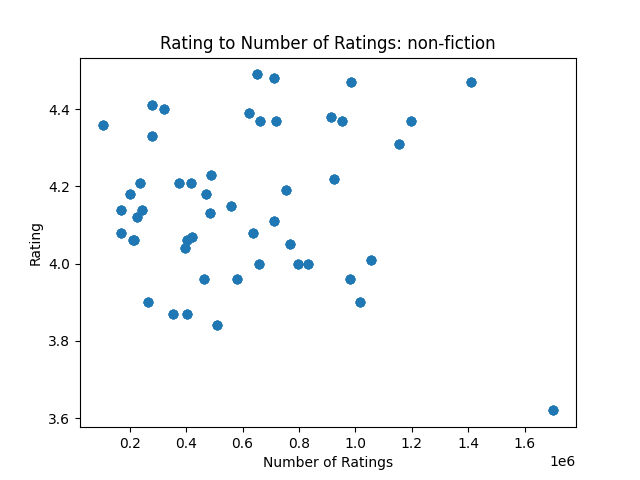 Rating to Number of Ratings: non-fiction
4.4
4.2
4.0
3.8
3.6
Rating
0.2 0.4 0.6 0.8 1.0 1.2 1.4 1.6
1e6
Number of Ratings